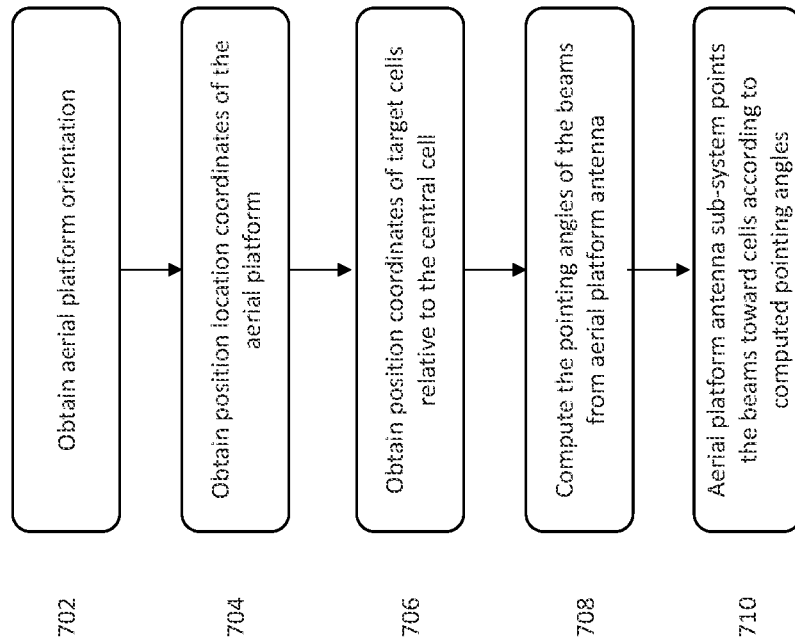 702
Obtain aerial platform orientation
704
Obtain position location coordinates of the
aerial platform
706
Obtain position coordinates of target cells
relative to the central cell
708
Compute the pointing angles of the beams
from aerial platform antenna
710
Aerial platform antenna sub-system points
the beams toward cells according to
computed pointing angles